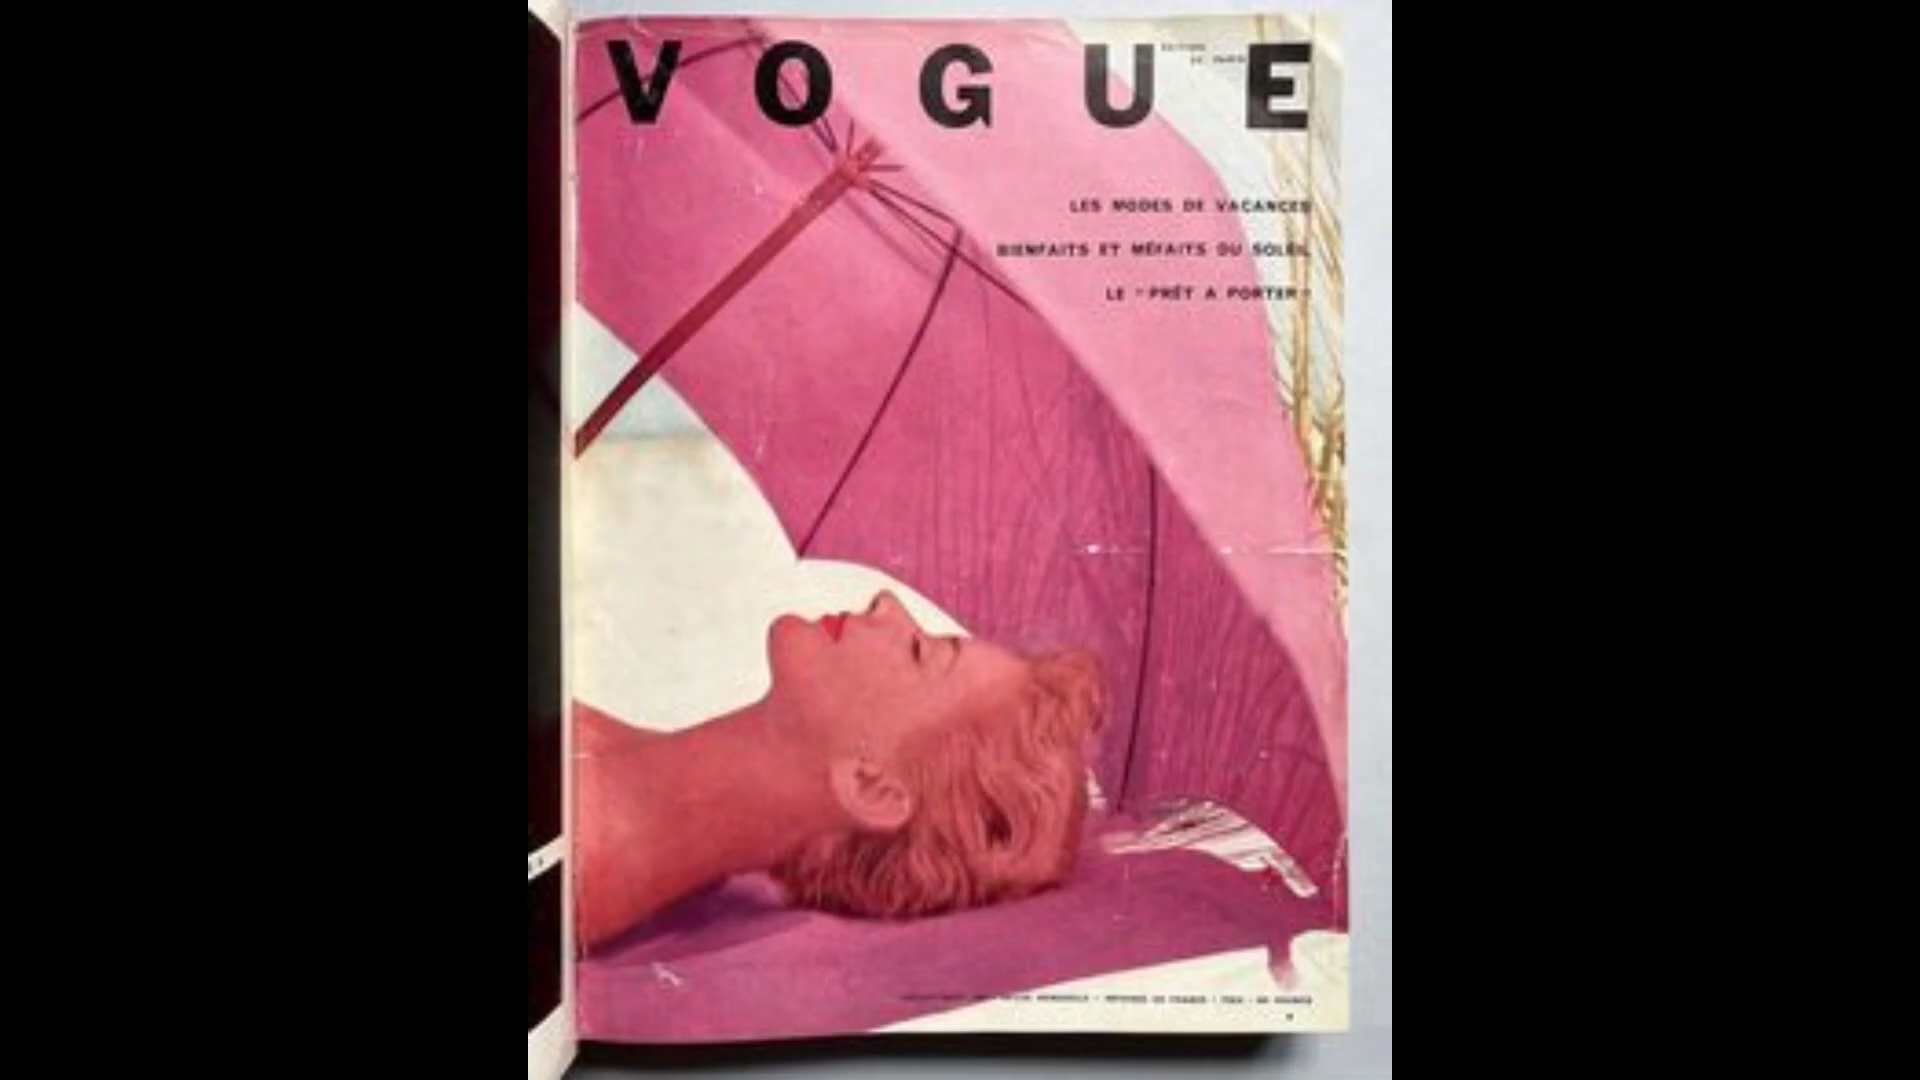 VOGUE
LES MODES DE VACANCES
BIENFAITS ET MÉFAITS DU SOLEIL
LE "PRÊT A PORTER"